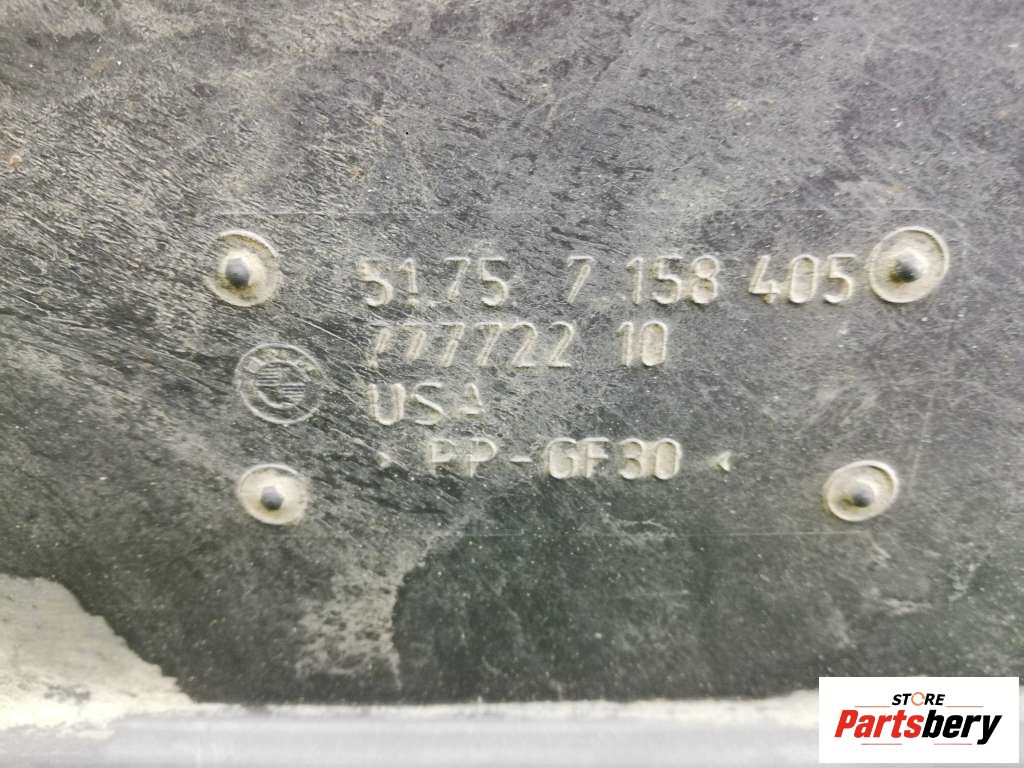 51.75 7 158 405
777722 10
USA
> PP-GF30 <
STORE
Partsbery